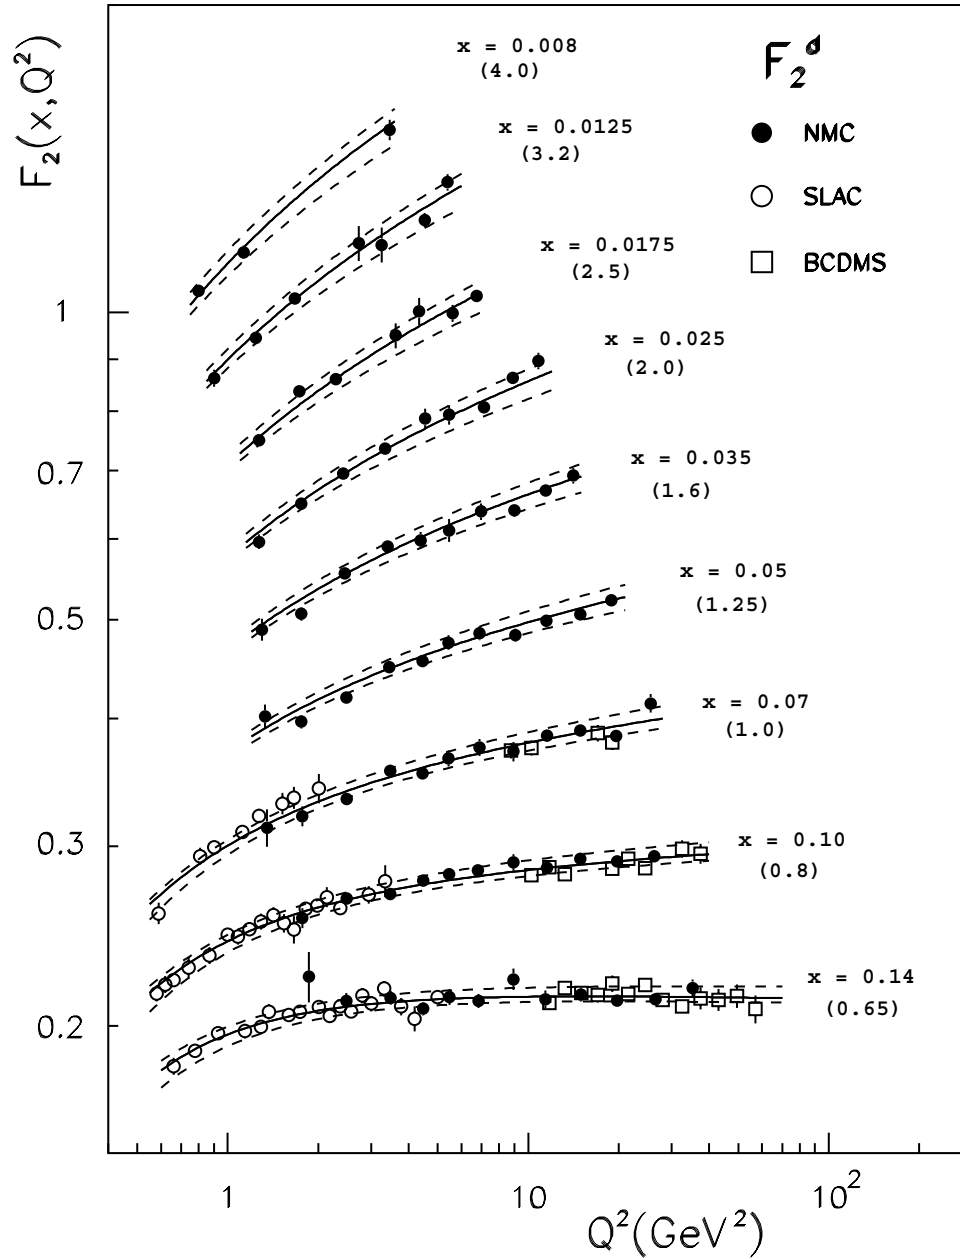 F₂(x,Q²)
x = 0.008
(4.0)
x = 0.0125
(3.2)
x = 0.0175
(2.5)
x = 0.025
(2.0)
x = 0.035
(1.6)
x = 0.05
(1.25)
x = 0.07
(1.0)
x = 0.10
(0.8)
x = 0.14
(0.65)
F₂ᵈ
NMC
SLAC
BCDMS
1
0.7
0.5
0.3
0.2
1
10
10²
Q²(GeV²)